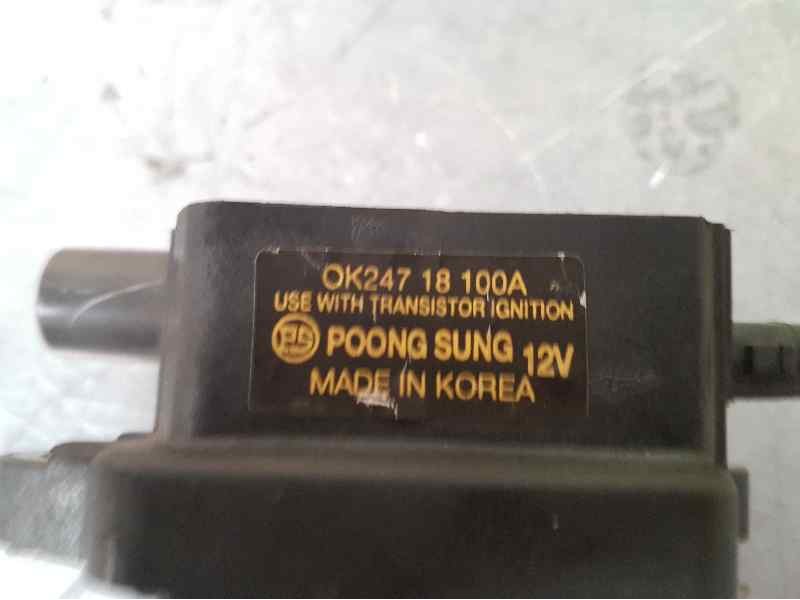 OK247 18 100A
USE WITH TRANSISTOR IGNITION
PS POONG SUNG 12V
MADE IN KOREA